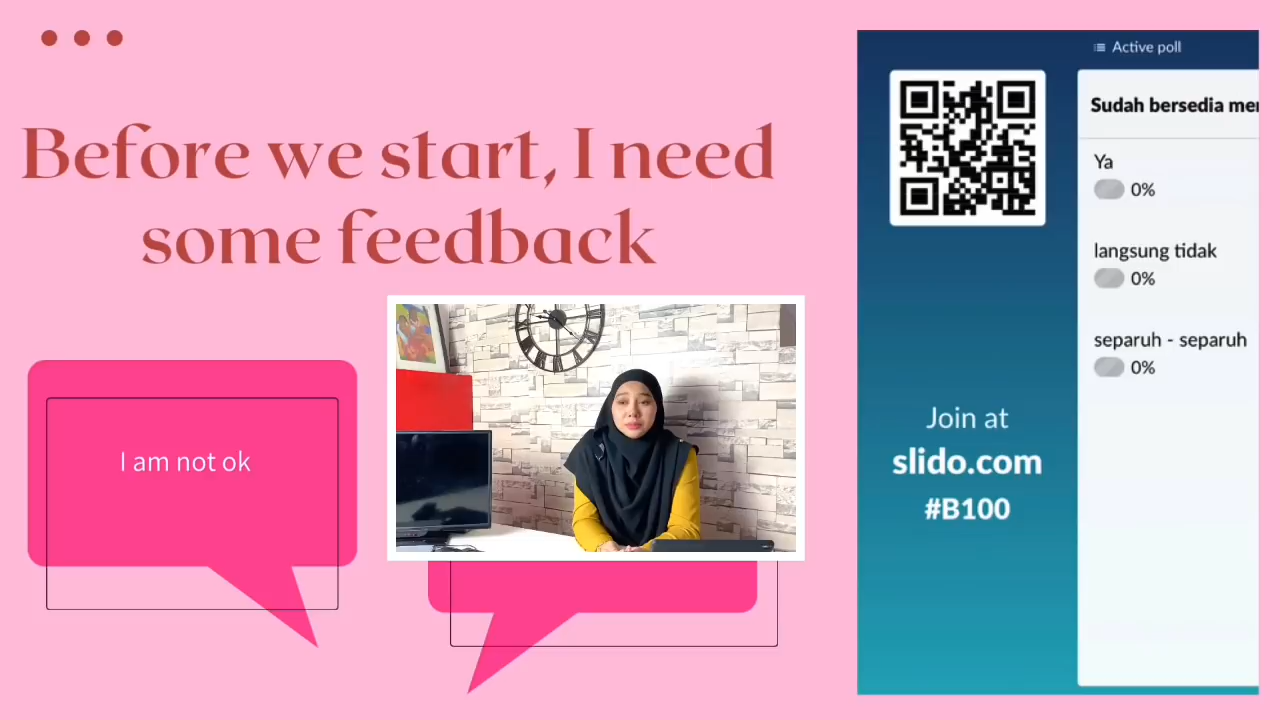 Before we start, I need
some feedback
I am not ok
Active poll
Sudah bersedia
Ya
0%
langsung tidak
0%
separuh - separuh
0%
Join at
slido.com
#B100